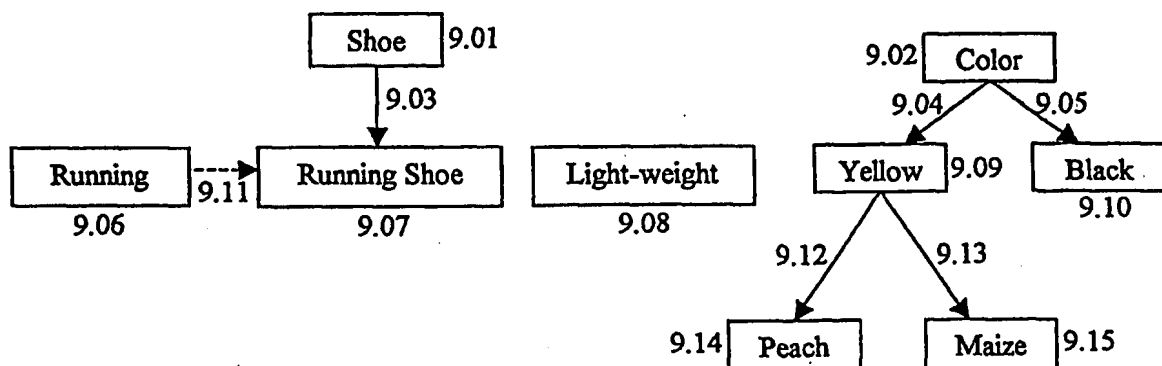 Shoe 9.01
9.02 Color
9.03
9.04 9.05
Running Running Shoe Light-weight Yellow 9.09 Black
9.11
9.06 9.07 9.08 9.10
9.12 9.13
9.14 Peach Maize 9.15